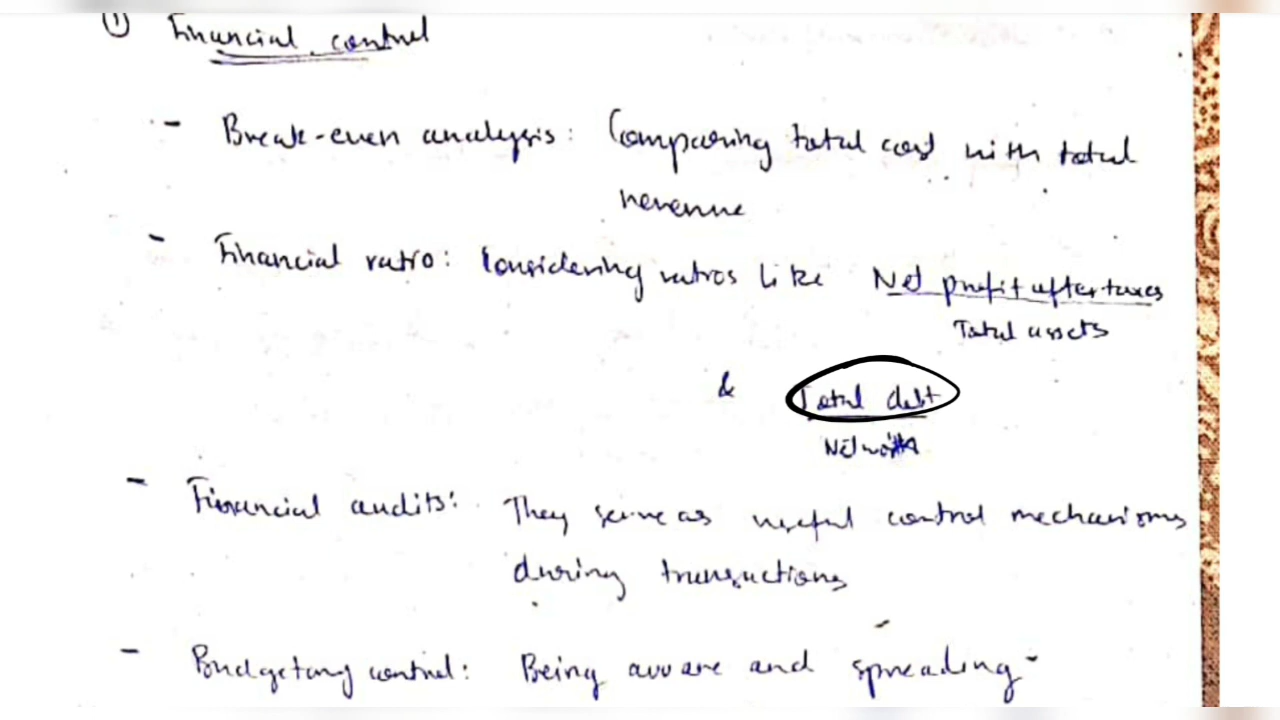 ① Financial control
- Break-even analysis: Comparing total cost with total
revenue
- Financial ratio: Considering ratios like Net profit after taxes
Total assets
& Total debt
Net worth
- Financial audits: They serve as useful control mechanisms
during transactions
- Budgetary control: Being aware and spreading